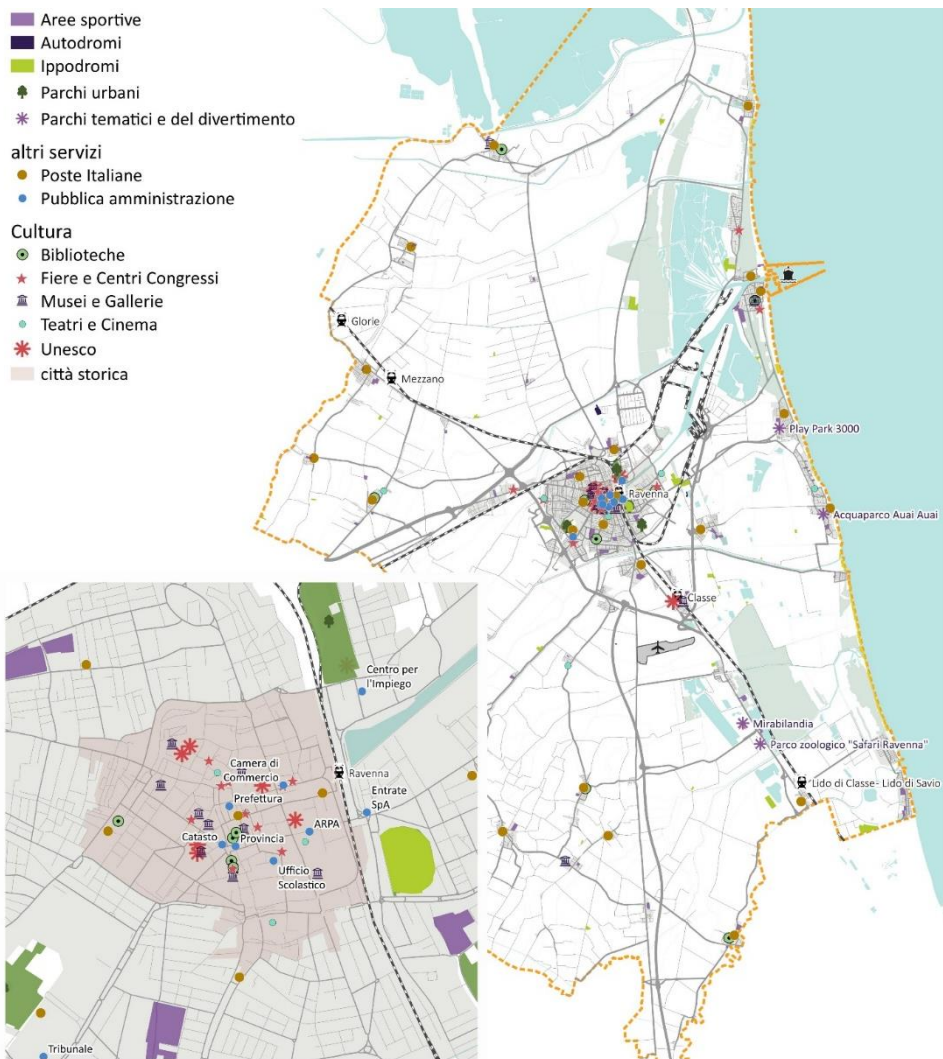 Aree sportive
Autodromi
Ippodromi
Parchi urbani
Parchi tematici e del divertimento
altri servizi
Poste Italiane
Pubblica amministrazione
Cultura
Biblioteche
Fiere e Centri Congressi
Musei e Gallerie
Teatri e Cinema
Unesco
città storica
Glorie
Mezzano
Play Park 3000
Ravenna
Acquaparco Auai Auai
Classe
Mirabilandia
Parco zoologico "Safari Ravenna"
Lido di Classe - Lido di Savio
Centro per
l'Impiego
Camera di
Commercio
Ravenna
Prefettura
Entrate
SpA
ARPA
Catasto
Provincia
Ufficio
Scolastico
Tribunale